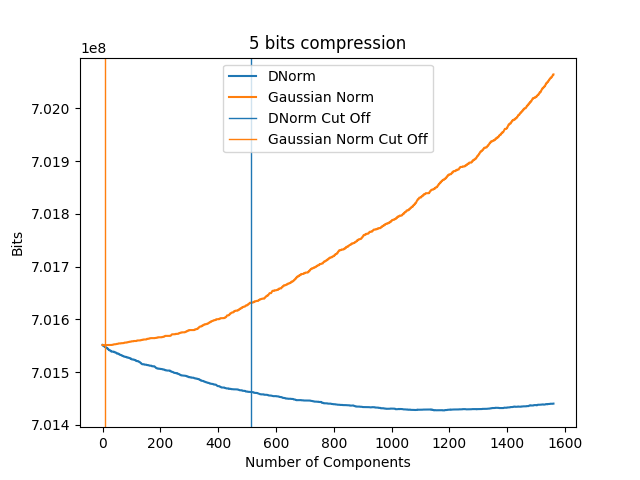 5 bits compression
1e8
DNorm
Gaussian Norm
DNorm Cut Off
Gaussian Norm Cut Off
7.020
7.019
7.018
7.017
7.016
7.015
7.014
Bits
0 200 400 600 800 1000 1200 1400 1600
Number of Components